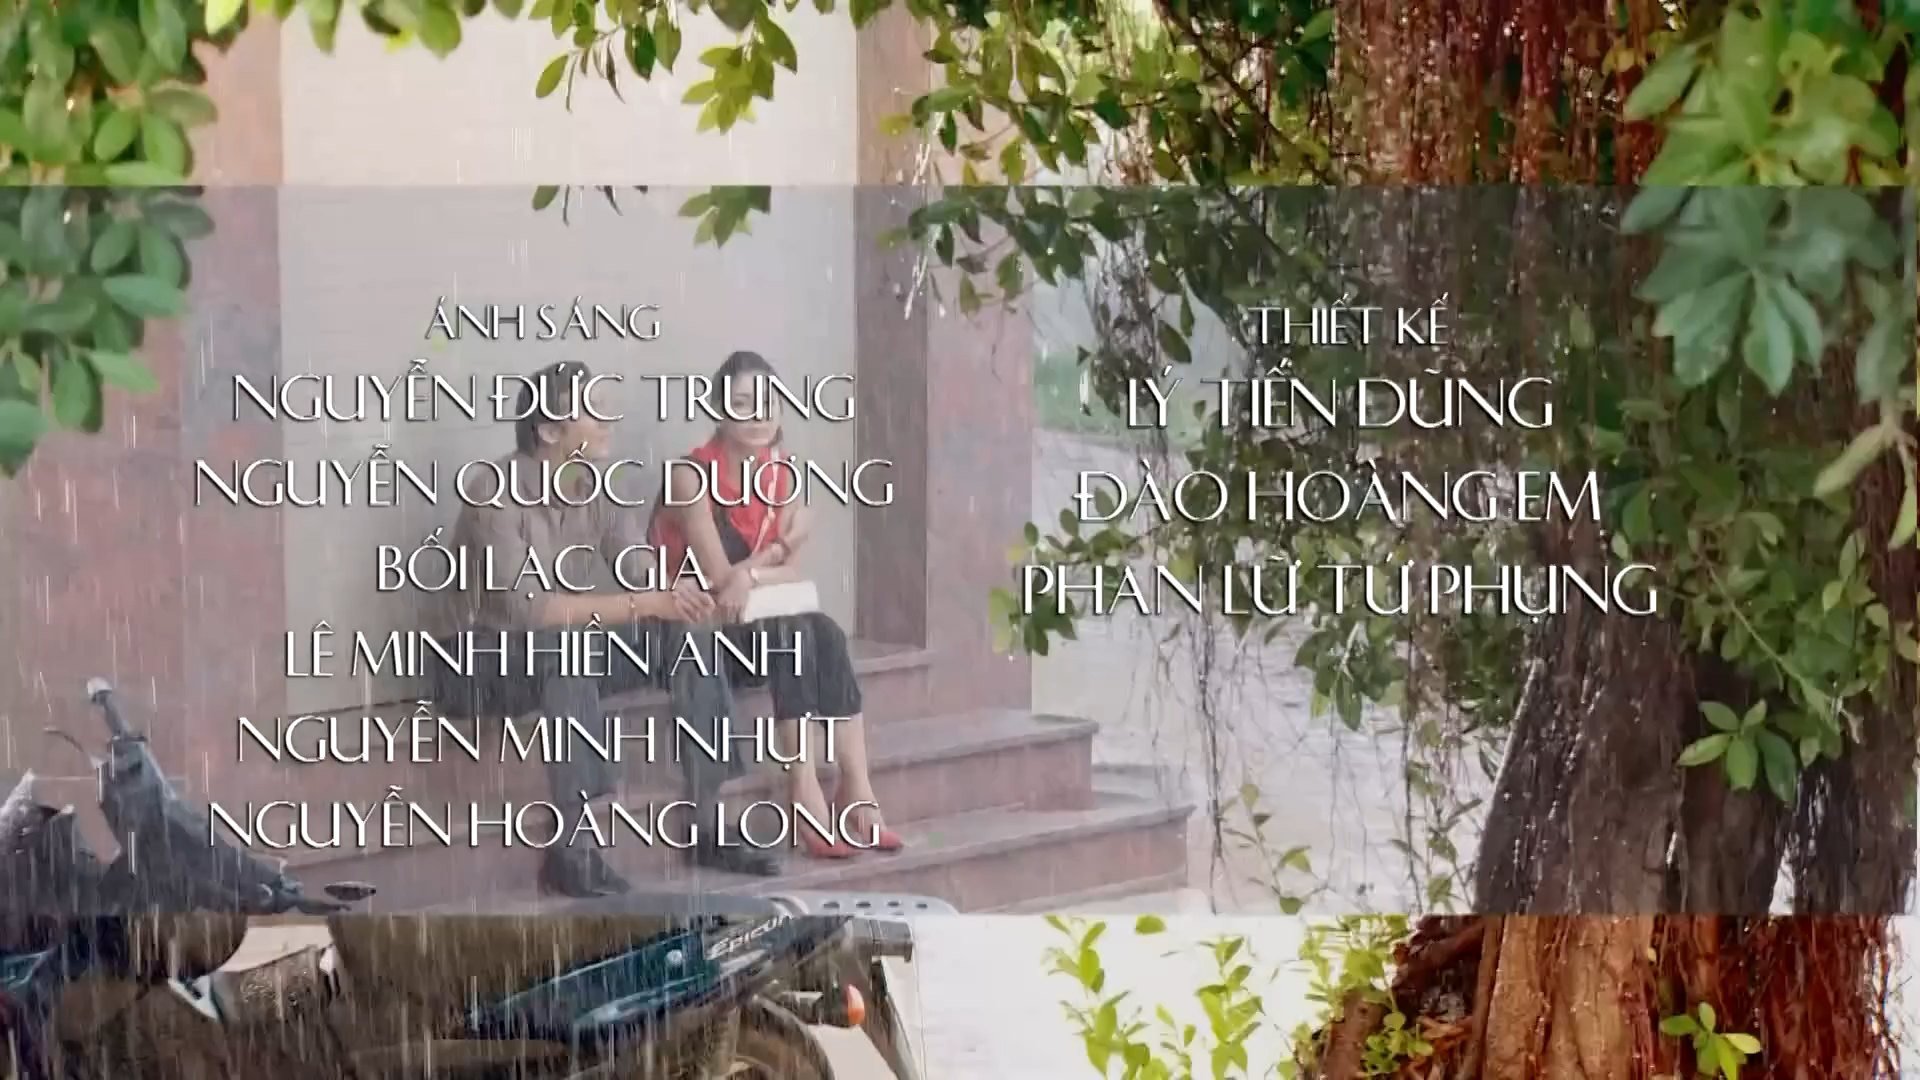 ÁNH SÁNG
NGUYỄN ĐỨC TRUNG
NGUYỄN QUỐC DƯƠNG
BỐI LẠC GIA
LÊ MINH HIỀN ANH
NGUYỄN MINH NHỰT
NGUYỄN HOÀNG LONG
THIẾT KẾ
LÝ TIẾN DŨNG
ĐÀO HOÀNG EM
PHAN LỮ TỨ PHỤNG